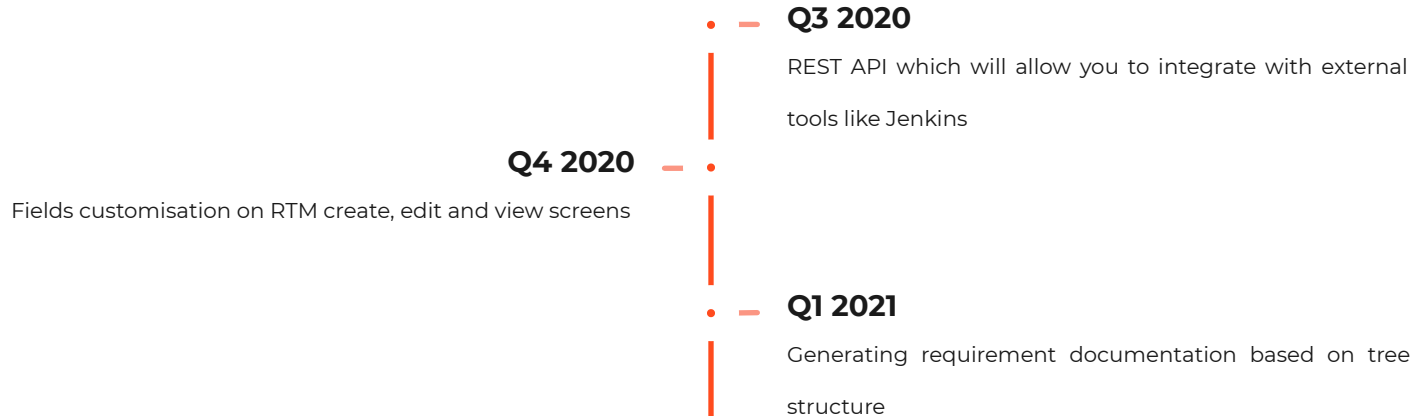 Q3 2020
REST API which will allow you to integrate with external
tools like Jenkins
Q4 2020
Fields customisation on RTM create, edit and view screens
Q1 2021
Generating requirement documentation based on tree
structure